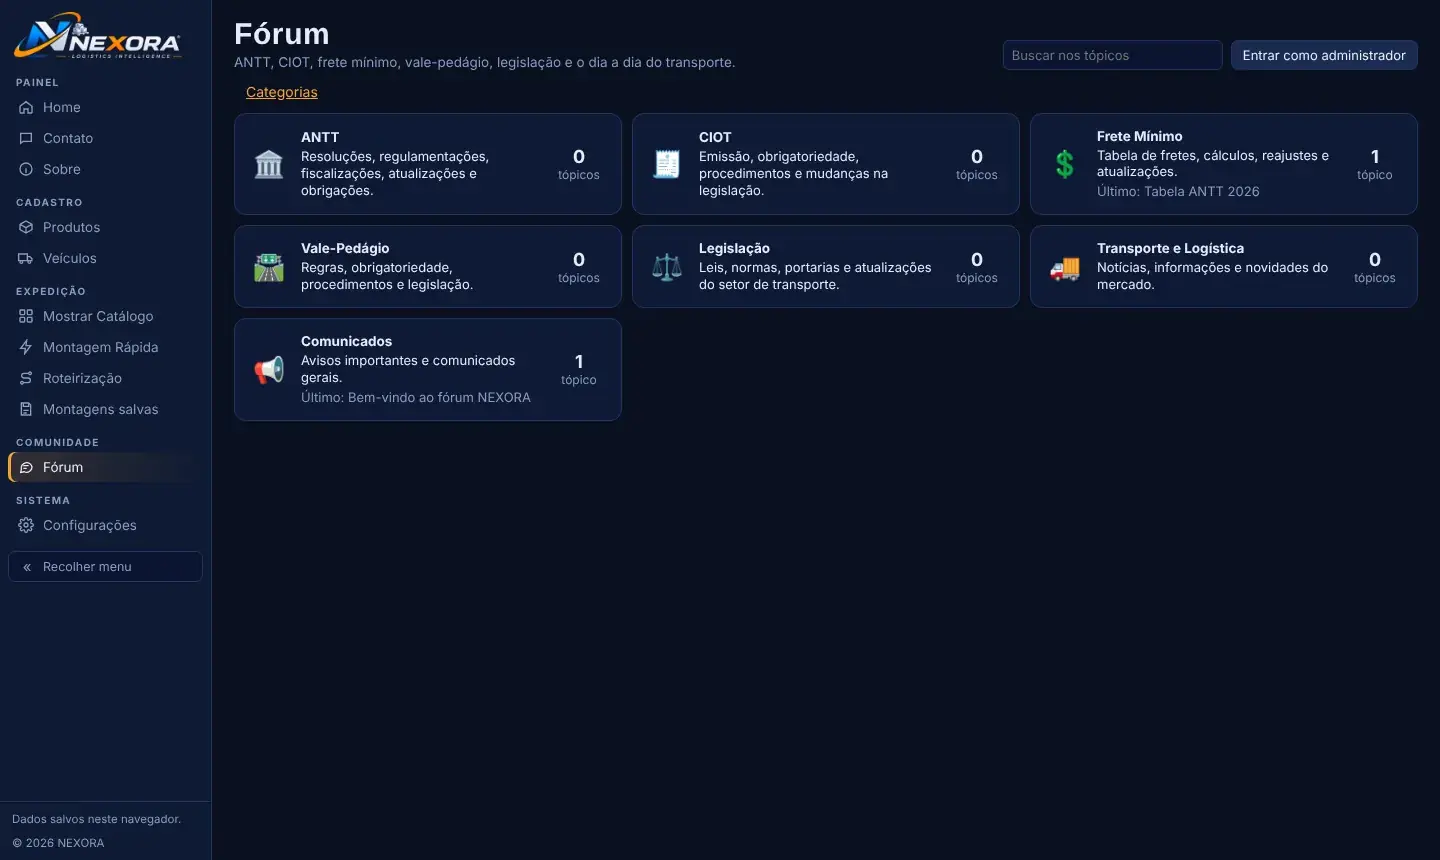 NEXORA
LOGISTICS INTELLIGENCE
PAINEL
Home
Contato
Sobre
CADASTRO
Produtos
Veículos
EXPEDIÇÃO
Mostrar Catálogo
Montagem Rápida
Roteirização
Montagens salvas
COMUNIDADE
Fórum
SISTEMA
Configurações
« Recolher menu
Dados salvos neste navegador.
© 2026 NEXORA
Fórum
ANTT, CIOT, frete mínimo, vale-pedágio, legislação e o dia a dia do transporte.
Buscar nos tópicos
Entrar como administrador
Categorias
ANTT
Resoluções, regulamentações,
fiscalizações, atualizações e
obrigações.
0
tópicos
CIOT
Emissão, obrigatoriedade,
procedimentos e mudanças na
legislação.
0
tópicos
Frete Mínimo
Tabela de fretes, cálculos, reajustes e
atualizações.
Último: Tabela ANTT 2026
1
tópico
Vale-Pedágio
Regras, obrigatoriedade,
procedimentos e legislação.
0
tópicos
Legislação
Leis, normas, portarias e atualizações
do setor de transporte.
0
tópicos
Transporte e Logística
Notícias, informações e novidades do
mercado.
0
tópicos
Comunicados
Avisos importantes e comunicados
gerais.
Último: Bem-vindo ao fórum NEXORA
1
tópico